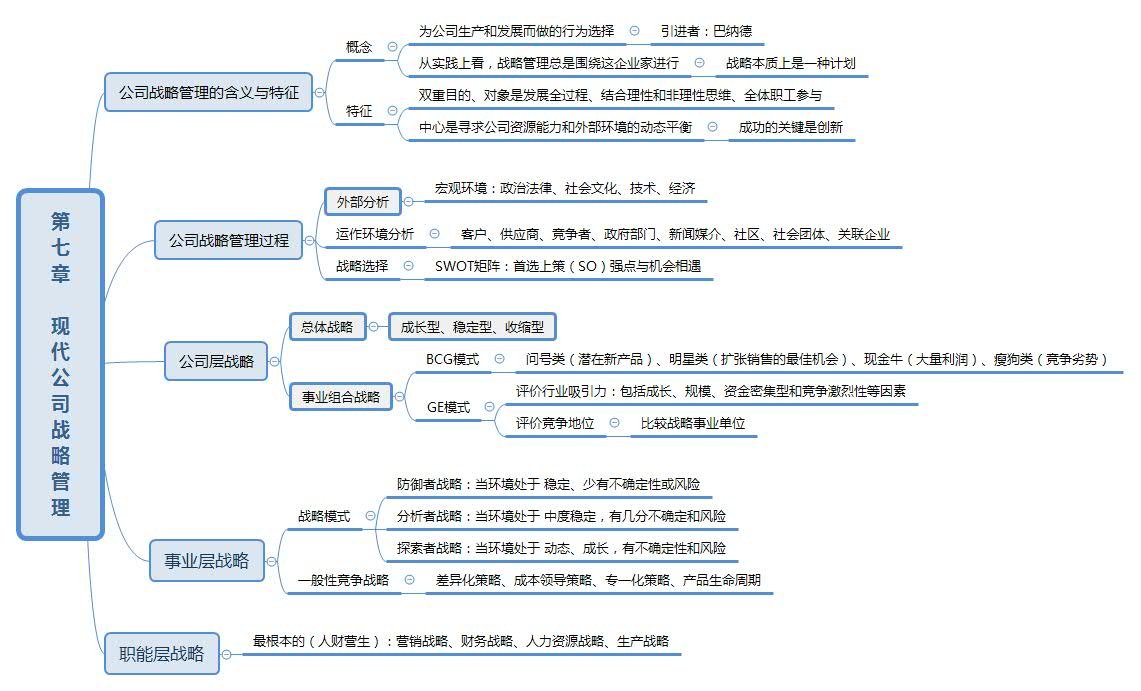 第七章 现代公司战略管理
公司战略管理的含义与特征
概念
为公司生产和发展而做的行为选择
引进者：巴纳德
从实践上看，战略管理总是围绕这企业家进行
战略本质上是一种计划
特征
双重目的、对象是发展全过程、结合理性和非理性思维、全体职工参与
中心是寻求公司资源能力和外部环境的动态平衡
成功的关键是创新
公司战略管理过程
外部分析
宏观环境：政治法律、社会文化、技术、经济
运作环境分析
客户、供应商、竞争者、政府部门、新闻媒介、社区、社会团体、关联企业
战略选择
SWOT矩阵：首选上策（SO）强点与机会相遇
公司层战略
总体战略
成长型、稳定型、收缩型
事业组合战略
BCG模式
问号类（潜在新产品）、明星类（扩张销售的最佳机会）、现金牛（大量利润）、瘦狗类（竞争劣势）
GE模式
评价行业吸引力：包括成长、规模、资金密集型和竞争激烈性等因素
评价竞争地位
比较战略事业单位
事业层战略
战略模式
防御者战略：当环境处于 稳定、少有不确定性或风险
分析者战略：当环境处于 中度稳定，有几分不确定和风险
探索者战略：当环境处于 动态、成长，有不确定性和风险
一般性竞争战略
差异化策略、成本领导策略、专一化策略、产品生命周期
职能层战略
最根本的（人财营生）：营销战略、财务战略、人力资源战略、生产战略